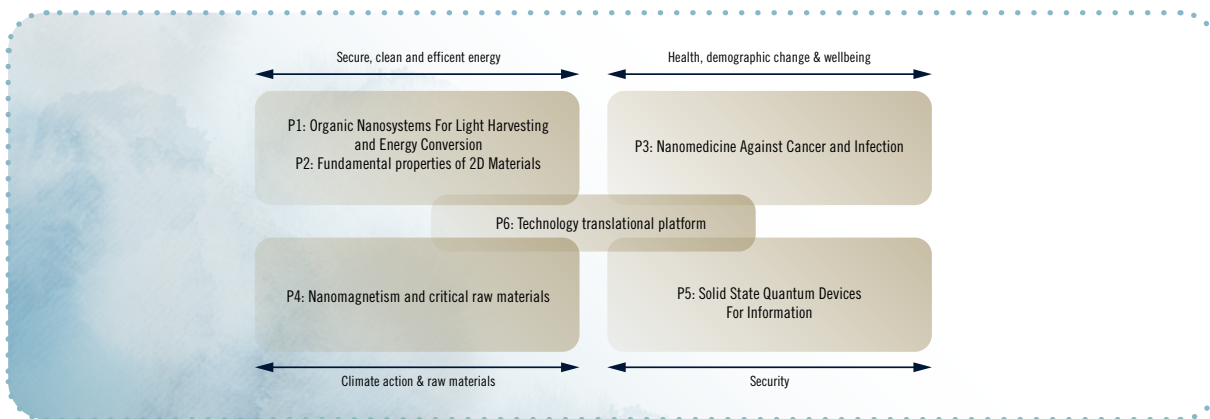 Secure, clean and efficent energy
Health, demographic change & wellbeing
P1: Organic Nanosystems For Light Harvesting
and Energy Conversion
P2: Fundamental properties of 2D Materials
P3: Nanomedicine Against Cancer and Infection
P6: Technology translational platform
P4: Nanomagnetism and critical raw materials
P5: Solid State Quantum Devices
For Information
Climate action & raw materials
Security